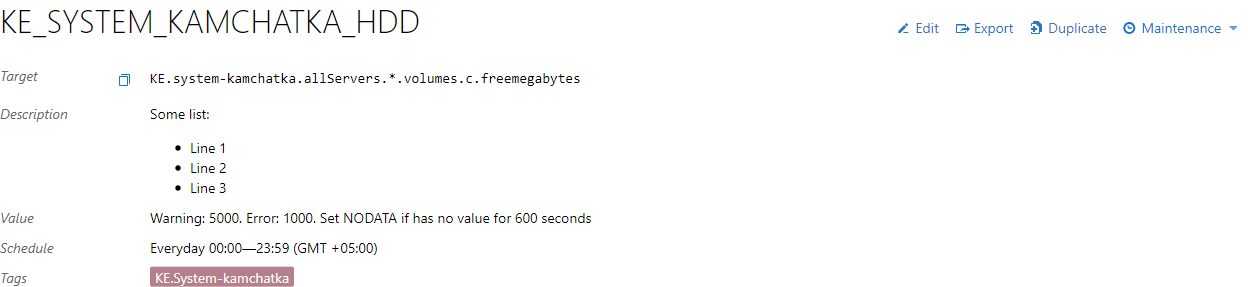 KE_SYSTEM_KAMCHATKA_HDD
Edit Export Duplicate Maintenance
Target KE.system-kamchatka.allServers.*.volumes.c.freemegabytes
Description Some list:
• Line 1
• Line 2
• Line 3
Value Warning: 5000. Error: 1000. Set NODATA if has no value for 600 seconds
Schedule Everyday 00:00—23:59 (GMT +05:00)
Tags KE.System-kamchatka